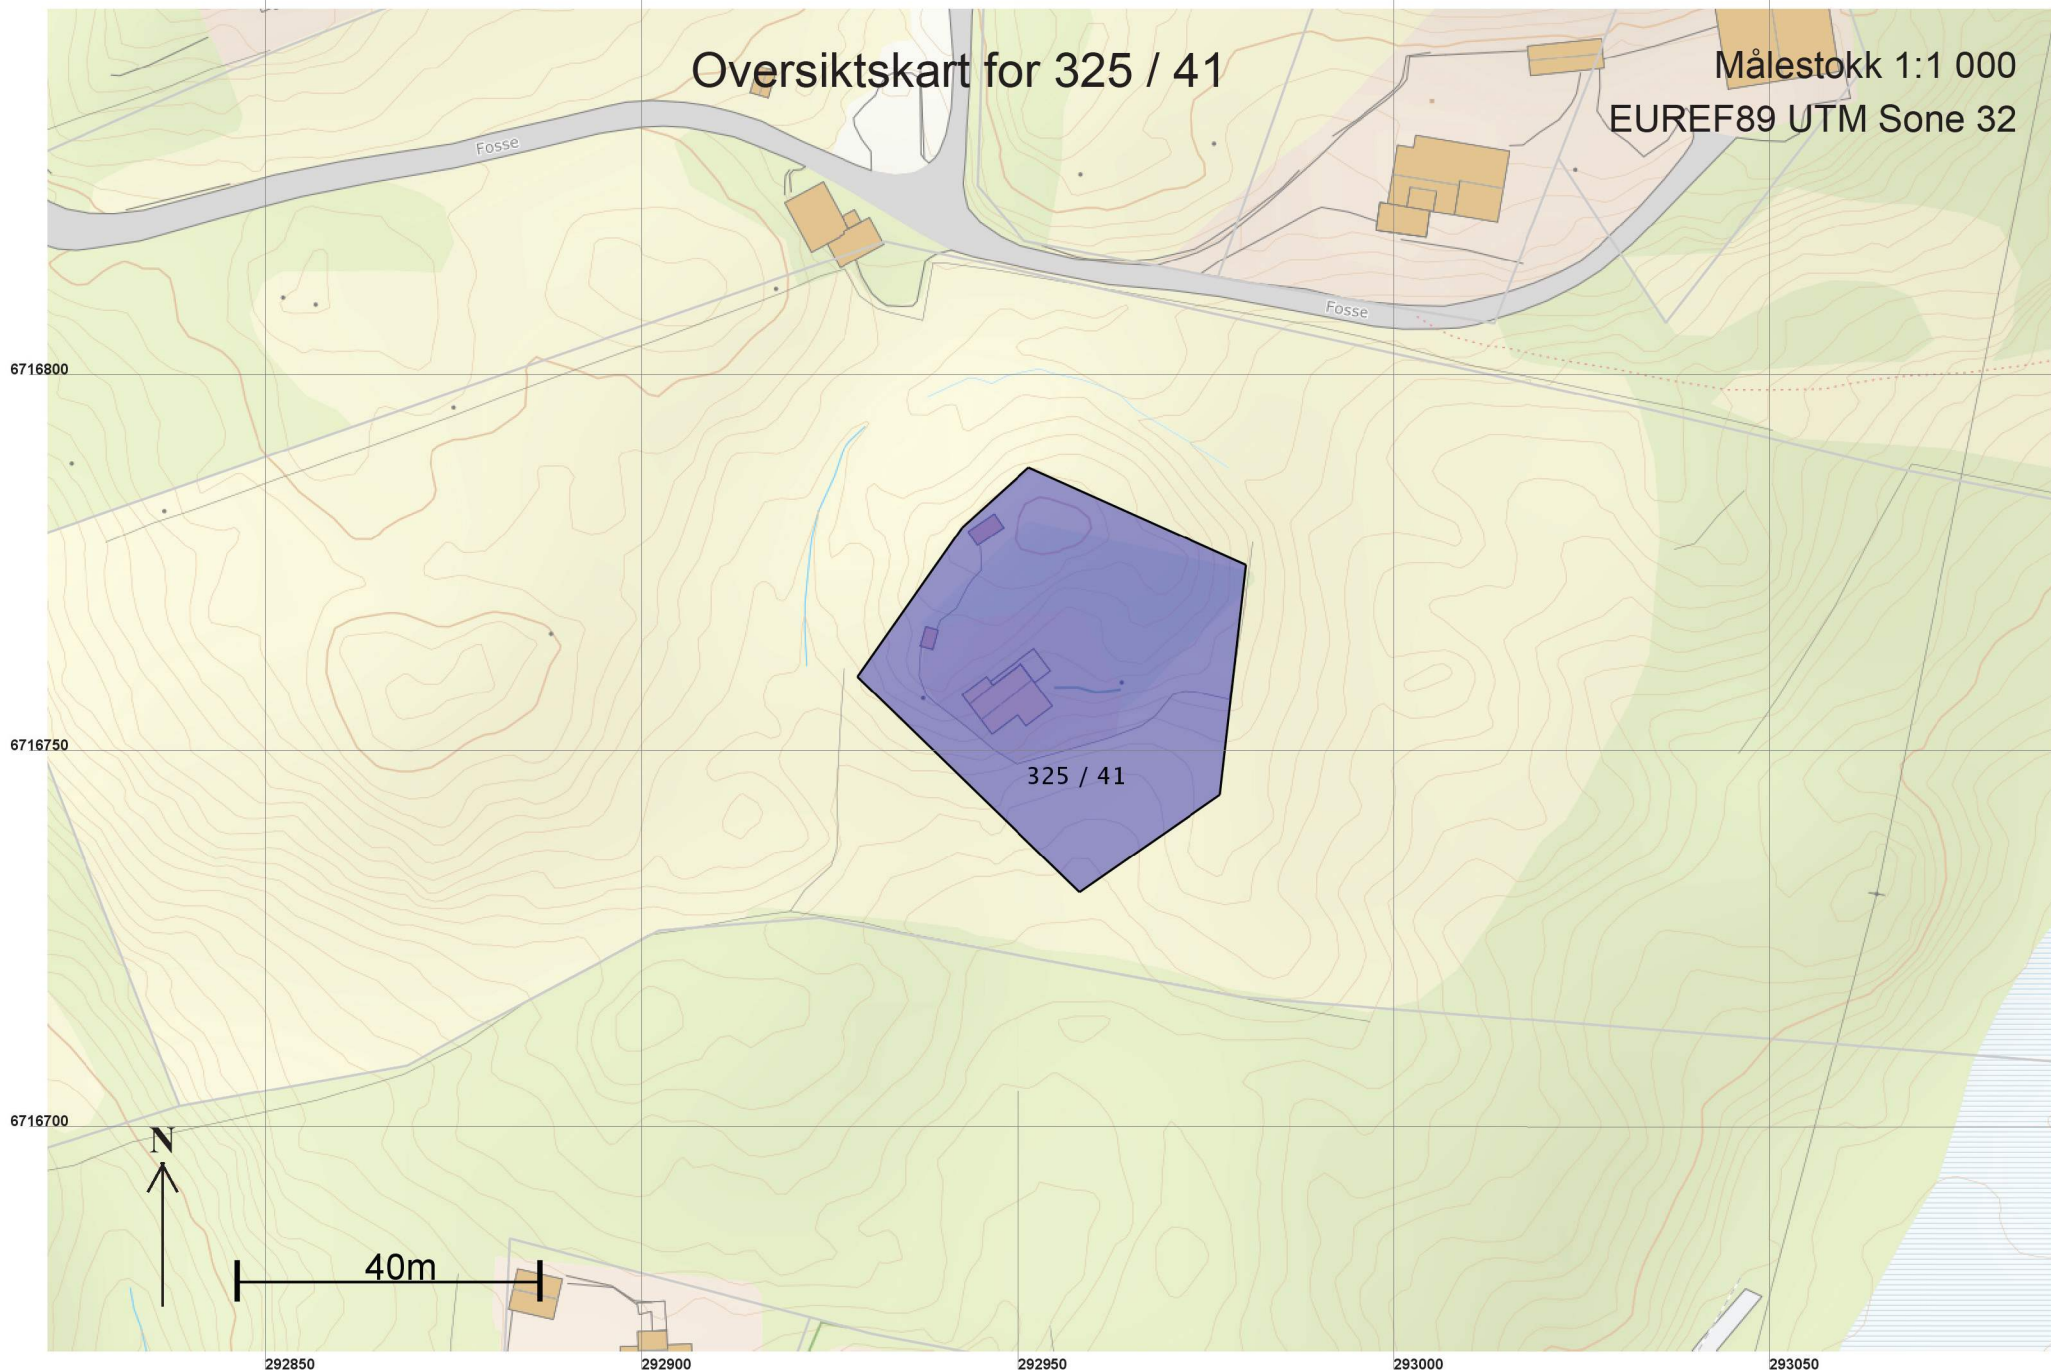 Oversiktskart for 325 / 41
Målestokk 1:1 000
EUREF89 UTM Sone 32
Fosse
Fosse
6716800
6716750
325 / 41
6716700
N
40m
292850
292900
292950
293000
293050